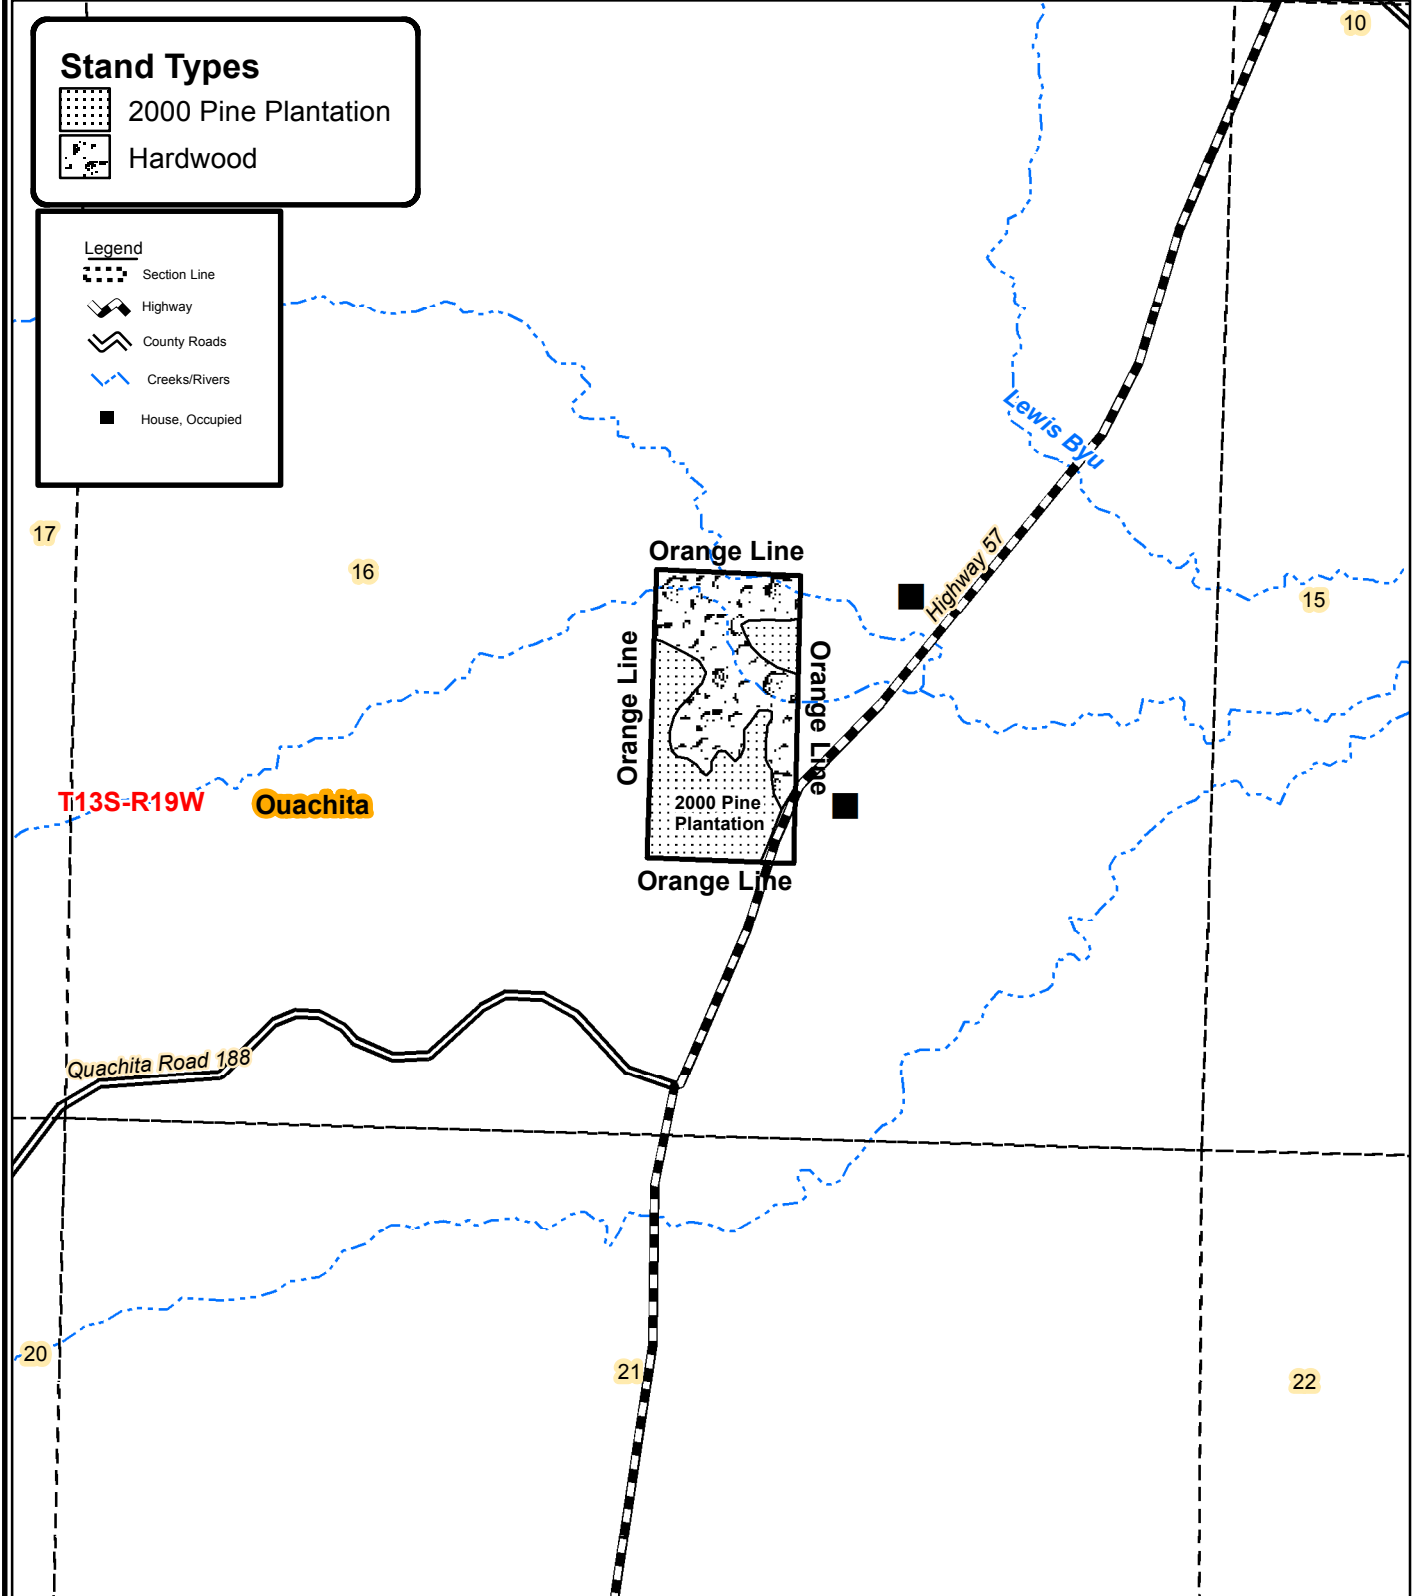 Stand Types
2000 Pine Plantation
Hardwood
Legend
Section Line
Highway
County Roads
Creeks/Rivers
House, Occupied
10
Lewis Byu
17
16
Orange Line
Highway 57
15
Orange Line
Orange Line
T13S-R19W
Ouachita
2000 Pine
Plantation
Orange Line
Quachita Road 188
20
21
22